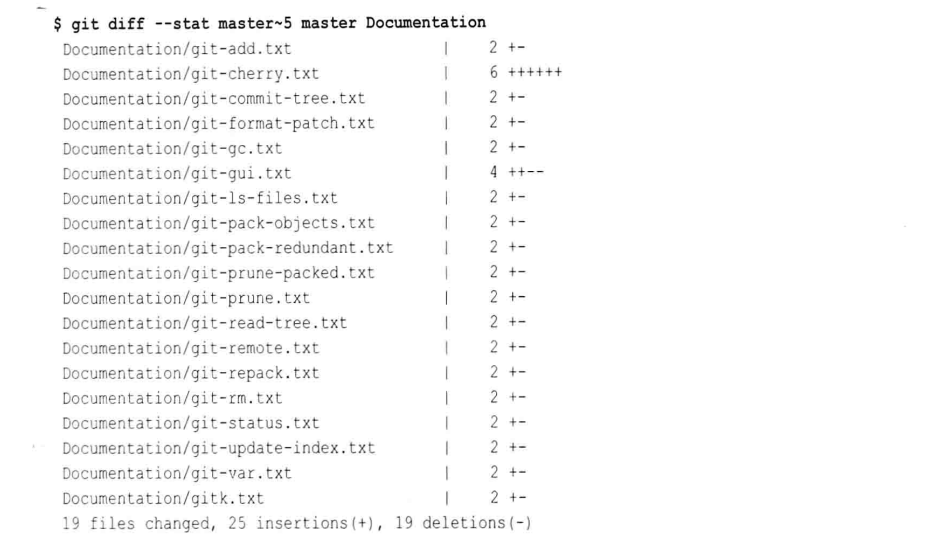 $ git diff --stat master~5 master Documentation
Documentation/git-add.txt | 2 +-
Documentation/git-cherry.txt | 6 ++++++
Documentation/git-commit-tree.txt | 2 +-
Documentation/git-format-patch.txt | 2 +-
Documentation/git-gc.txt | 2 +-
Documentation/git-gui.txt | 4 ++--
Documentation/git-ls-files.txt | 2 +-
Documentation/git-pack-objects.txt | 2 +-
Documentation/git-pack-redundant.txt | 2 +-
Documentation/git-prune-packed.txt | 2 +-
Documentation/git-prune.txt | 2 +-
Documentation/git-read-tree.txt | 2 +-
Documentation/git-remote.txt | 2 +-
Documentation/git-repack.txt | 2 +-
Documentation/git-rm.txt | 2 +-
Documentation/git-status.txt | 2 +-
Documentation/git-update-index.txt | 2 +-
Documentation/git-var.txt | 2 +-
Documentation/gitk.txt | 2 +-
19 files changed, 25 insertions(+), 19 deletions(-)